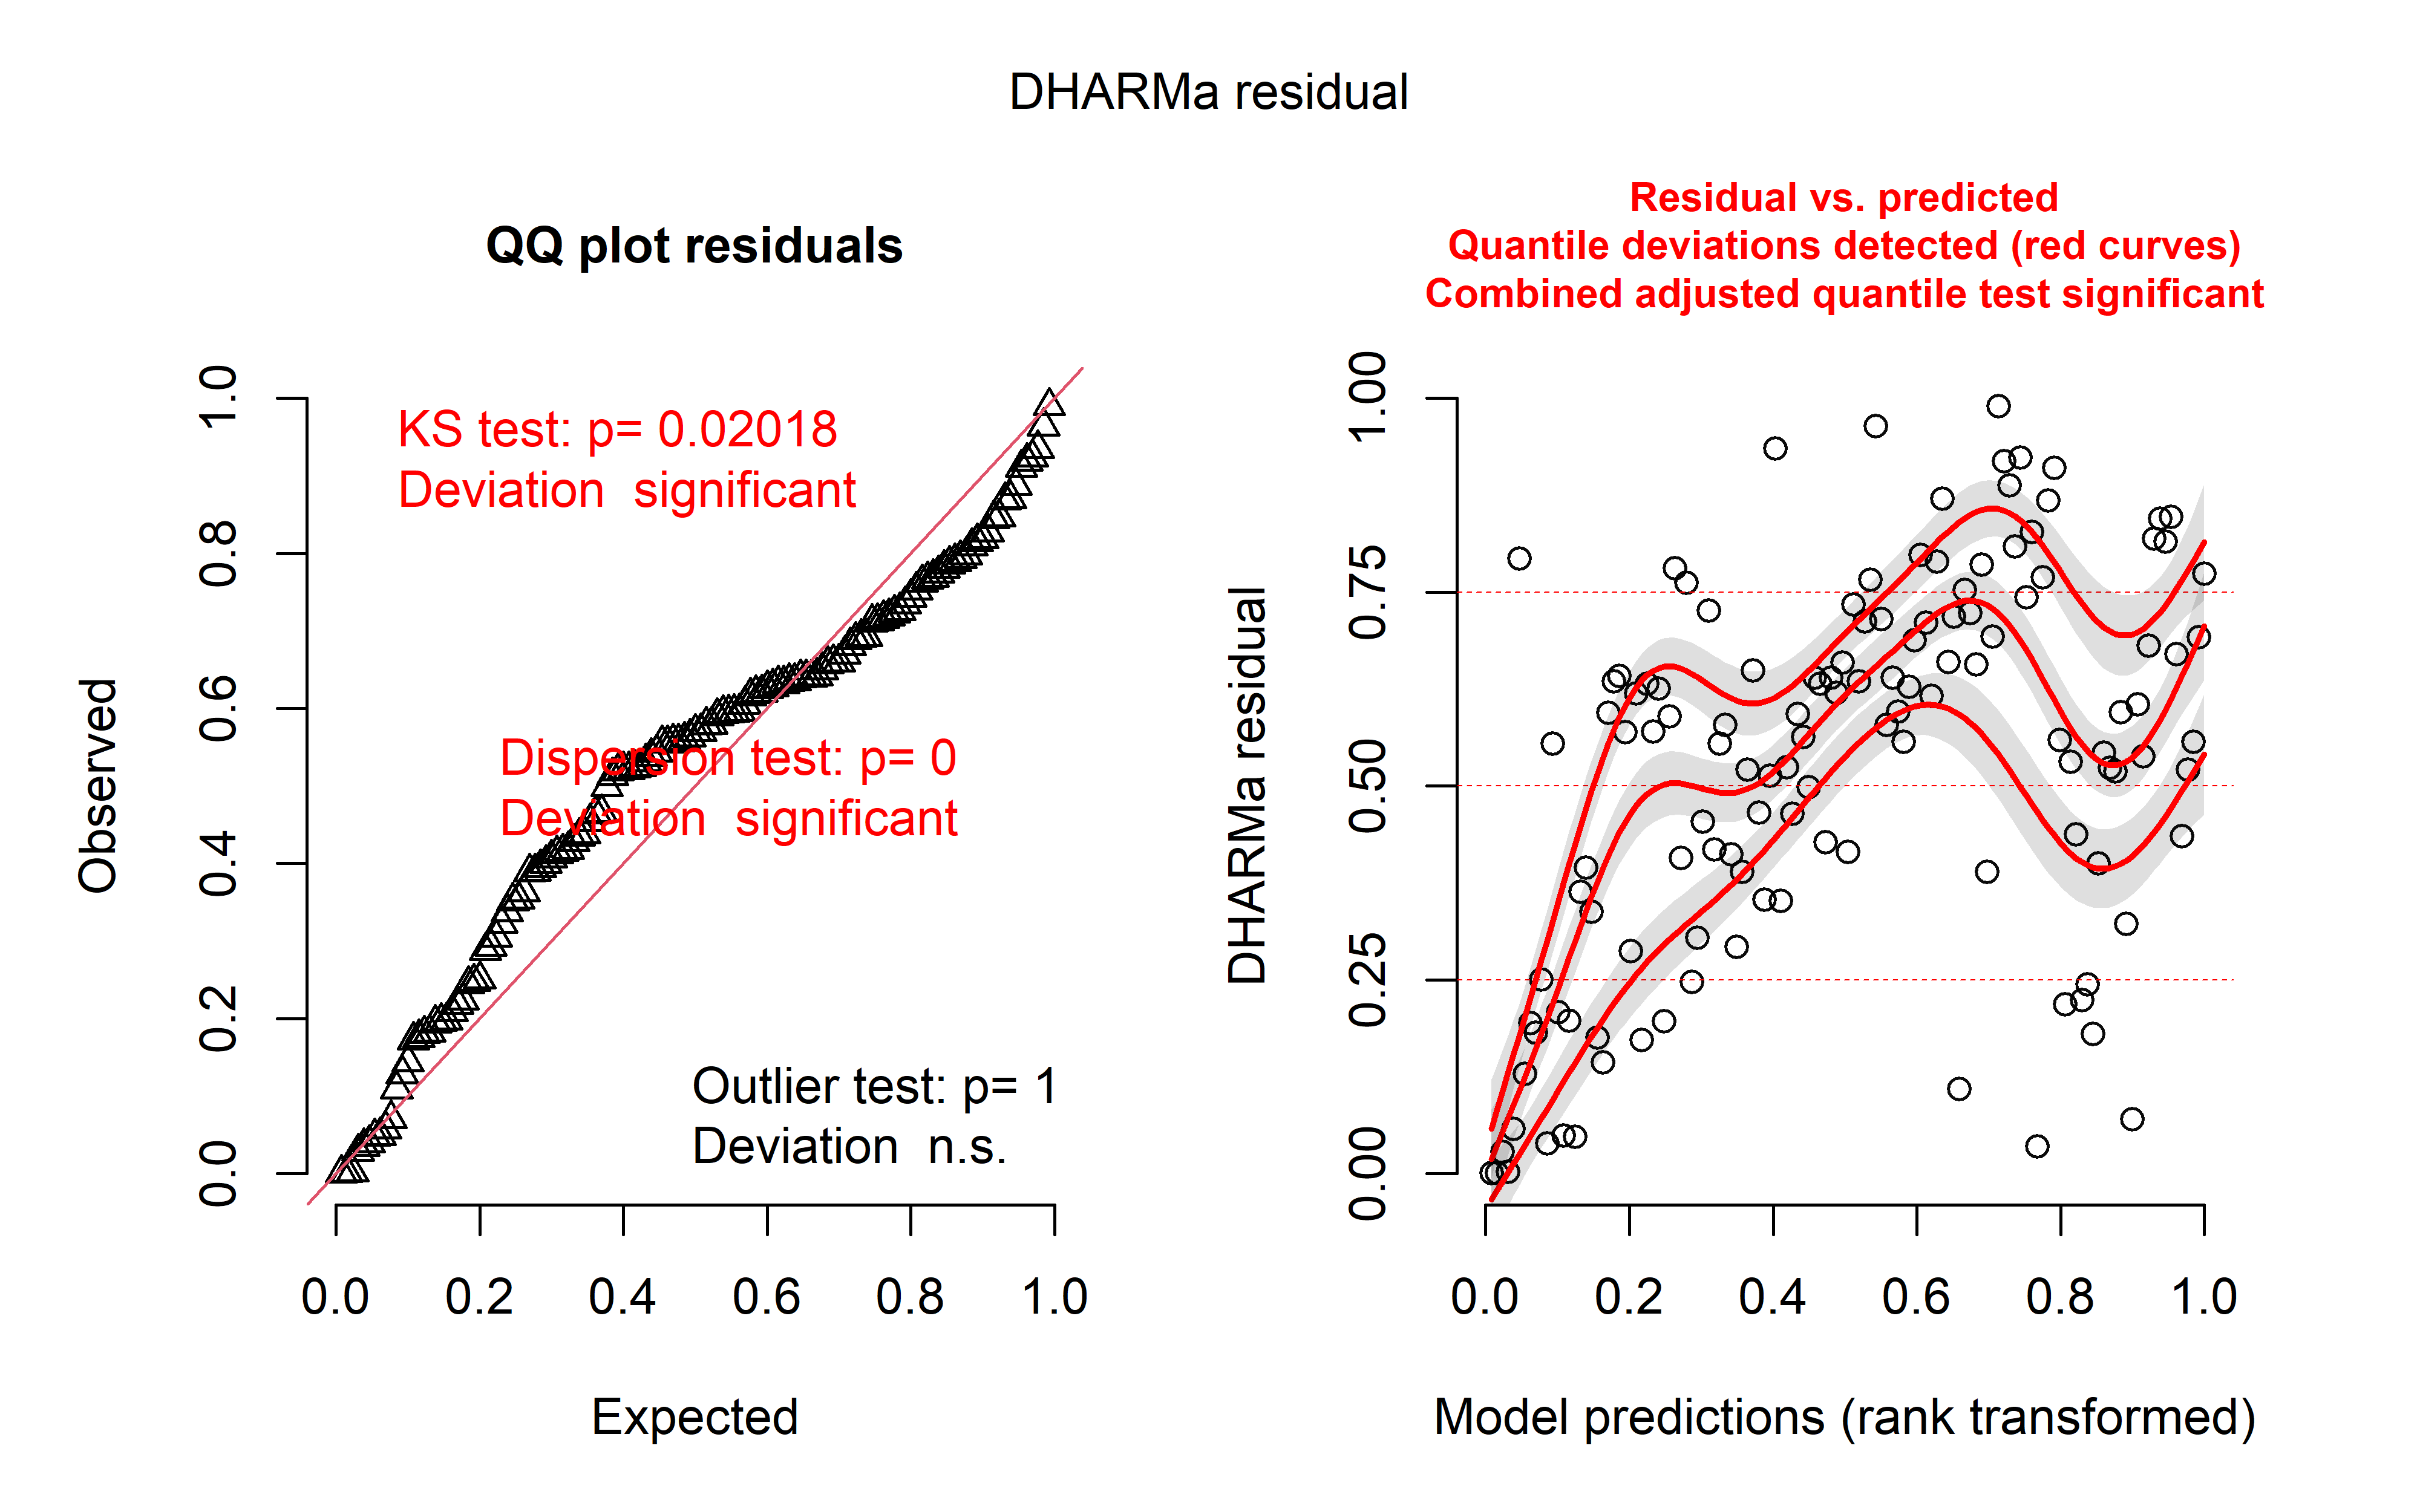 DHARMa residual
QQ plot residuals
KS test: p= 0.02018
Deviation  significant
Dispersion test: p= 0
Deviation  significant
Outlier test: p= 1
Deviation  n.s.
Observed
0.0 0.2 0.4 0.6 0.8 1.0
0.0 0.2 0.4 0.6 0.8 1.0
Expected
Residual vs. predicted
Quantile deviations detected (red curves)
Combined adjusted quantile test significant
DHARMa residual
0.00 0.25 0.50 0.75 1.00
0.0 0.2 0.4 0.6 0.8 1.0
Model predictions (rank transformed)